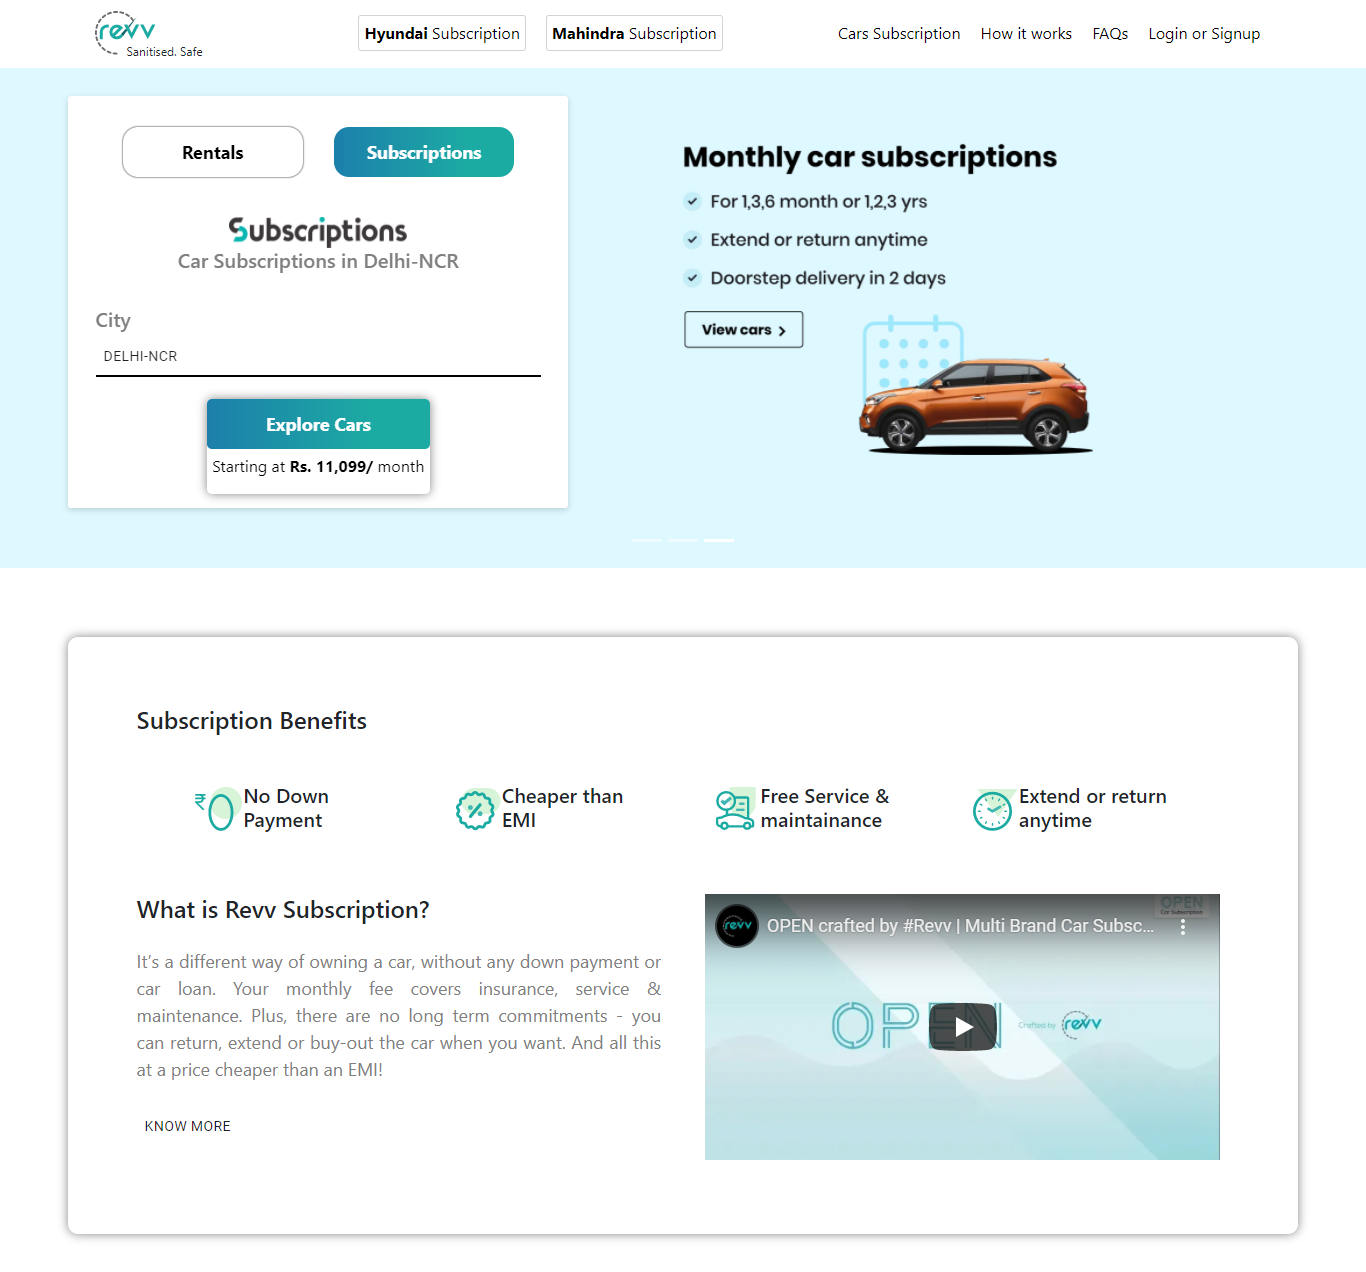 revv
Sanitised. Safe
Hyundai Subscription
Mahindra Subscription
Cars Subscription
How it works
FAQs
Login or Signup
Rentals
Subscriptions
Subscriptions
Car Subscriptions in Delhi-NCR
City
DELHI-NCR
Explore Cars
Starting at Rs. 11,099/ month
Monthly car subscriptions
For 1,3,6 month or 1,2,3 yrs
Extend or return anytime
Doorstep delivery in 2 days
View cars
Subscription Benefits
₹
No Down
Payment
Cheaper than
EMI
Free Service &
maintainance
Extend or return
anytime
What is Revv Subscription?
It's a different way of owning a car, without any down payment or
car loan. Your monthly fee covers insurance, service &
maintenance. Plus, there are no long term commitments - you
can return, extend or buy-out the car when you want. And all this
at a price cheaper than an EMI!
KNOW MORE
revv
OPEN crafted by #Revv | Multi Brand Car Subsc...
OPEN
Car Subscription
OPEN
Crafted by revv